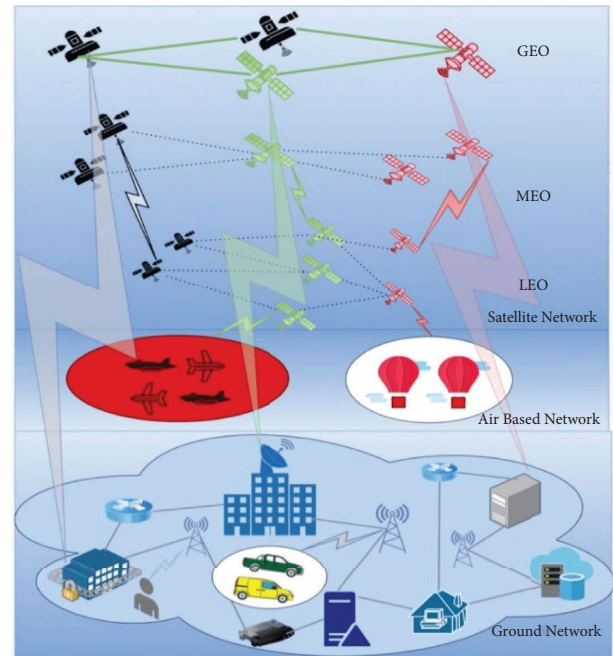 GEO
MEO
LEO
Satellite Network
Air Based Network
Ground Network